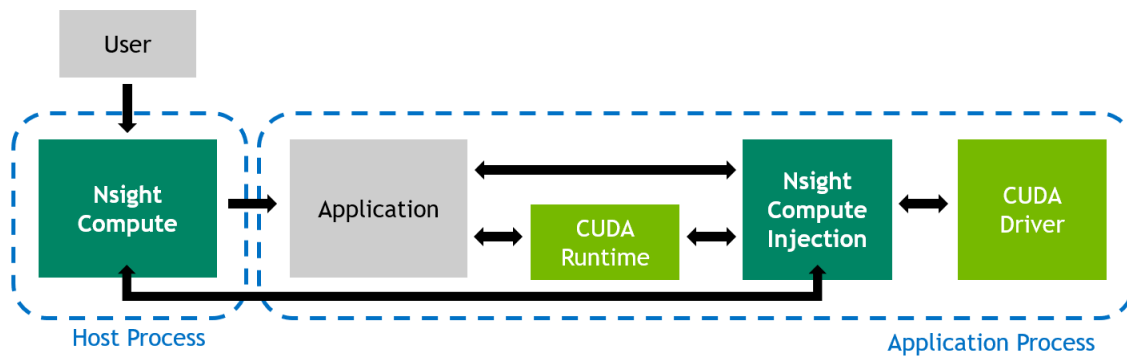 User
Nsight
Compute
Application
CUDA
Runtime
Nsight
Compute
Injection
CUDA
Driver
Host Process
Application Process